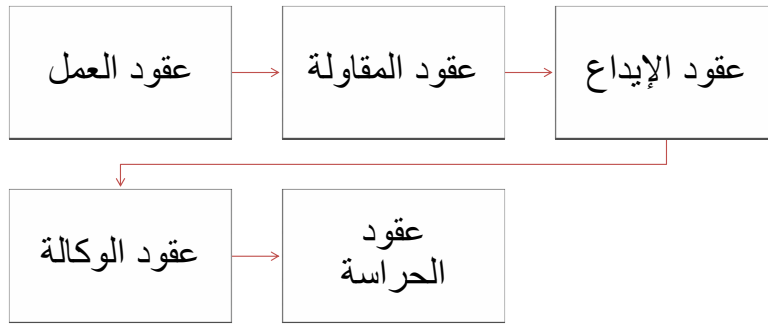 عقود العمل
عقود المقاولة
عقود الإيداع
عقود الوكالة
عقود
الحراسة